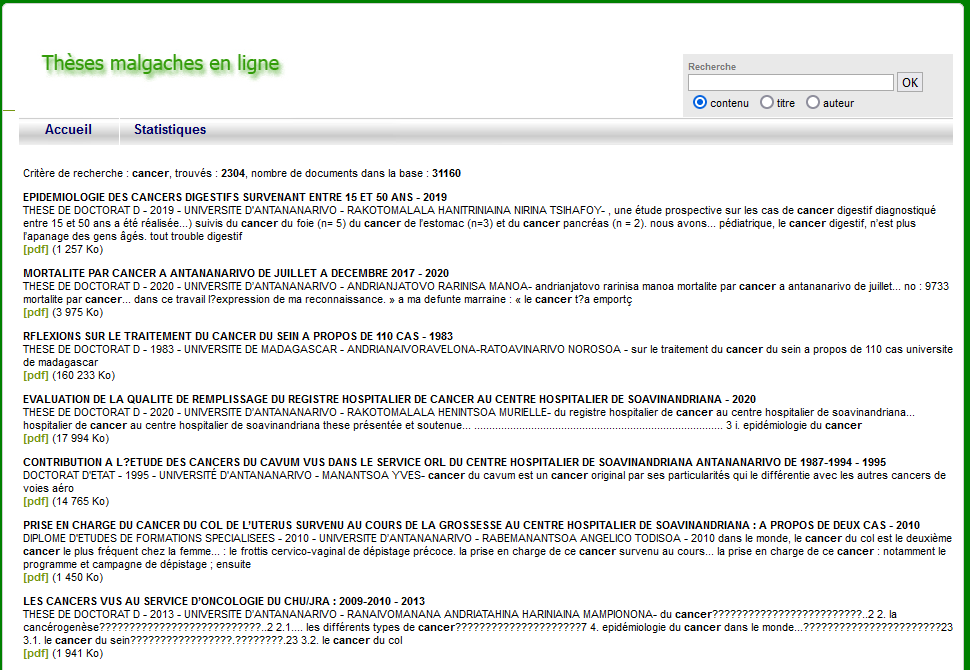 Thèses malgaches en ligne
Recherche
OK
contenu titre auteur
Accueil Statistiques
Critère de recherche : cancer, trouvés : 2304, nombre de documents dans la base : 31160
EPIDEMIOLOGIE DES CANCERS DIGESTIFS SURVENANT ENTRE 15 ET 50 ANS - 2019
THESE DE DOCTORAT D - 2019 - UNIVERSITE D'ANTANANARIVO - RAKOTOMALALA HANITRINIAINA NIRINA TSIHAFOY- , une étude prospective sur les cas de cancer digestif diagnostiqué
entre 15 et 50 ans a été réalisée...) suivis du cancer du foie (n= 5) du cancer de l'estomac (n=3) et du cancer pancréas (n = 2). nous avons... pédiatrique, le cancer digestif, n'est plus
l'apanage des gens âgés. tout trouble digestif
[pdf] (1 257 Ko)
MORTALITE PAR CANCER A ANTANANARIVO DE JUILLET A DECEMBRE 2017 - 2020
THESE DE DOCTORAT D - 2020 - UNIVERSITE D'ANTANANARIVO - ANDRIANJATOVO RARINISA MANOA- andrianjatovo rarinisa manoa mortalite par cancer a antananarivo de juillet... no : 9733
mortalite par cancer... dans ce travail l?expression de ma reconnaissance. » a ma defunte marraine : « le cancer t?a emportç
[pdf] (3 975 Ko)
RFLEXIONS SUR LE TRAITEMENT DU CANCER DU SEIN A PROPOS DE 110 CAS - 1983
THESE DE DOCTORAT D - 1983 - UNIVERSITE DE MADAGASCAR - ANDRIANAIVORAVELONA-RATOAVINARIVO NOROSOA - sur le traitement du cancer du sein a propos de 110 cas universite
de madagascar
[pdf] (160 233 Ko)
EVALUATION DE LA QUALITE DE REMPLISSAGE DU REGISTRE HOSPITALIER DE CANCER AU CENTRE HOSPITALIER DE SOAVINANDRIANA - 2020
THESE DE DOCTORAT D - 2020 - UNIVERSITE D'ANTANANARIVO - RAKOTOMALALA HENINTSOA MURIELLE- du registre hospitalier de cancer au centre hospitalier de soavinandriana...
hospitalier de cancer au centre hospitalier de soavinandriana these présentée et soutenue... ................................................................................... 3 i. epidémiologie du cancer
[pdf] (17 994 Ko)
CONTRIBUTION A L?ETUDE DES CANCERS DU CAVUM VUS DANS LE SERVICE ORL DU CENTRE HOSPITALIER DE SOAVINANDRIANA ANTANANARIVO DE 1987-1994 - 1995
DOCTORAT D'ETAT - 1995 - UNIVERSITÉ D'ANTANANARIVO - MANANTSOA YVES- cancer du cavum est un cancer original par ses particularités qui le différentie avec les autres cancers de
voies aéro
[pdf] (14 765 Ko)
PRISE EN CHARGE DU CANCER DU COL DE L'UTERUS SURVENU AU COURS DE LA GROSSESSE AU CENTRE HOSPITALIER DE SOAVINANDRIANA : A PROPOS DE DEUX CAS - 2010
DIPLOME D'ETUDES DE FORMATIONS SPECIALISEES - 2010 - UNIVERSITE D'ANTANANARIVO - RABEMANANTSOA ANGELICO TODISOA - 2010 dans le monde, le cancer du col est le deuxième
cancer le plus fréquent chez la femme... : le frottis cervico-vaginal de dépistage précoce. la prise en charge de ce cancer survenu au cours... la prise en charge de ce cancer : notamment le
programme et campagne de dépistage ; ensuite
[pdf] (1 450 Ko)
LES CANCERS VUS AU SERVICE D'ONCOLOGIE DU CHU/JRA : 2009-2010 - 2013
THESE DE DOCTORAT D - 2013 - UNIVERSITE D'ANTANANARIVO - RANAIVOMANANA ANDRIATAHINA HARINIAINA MAMPIONONA- du cancer?????????????????????????..2 2. la
cancérogenèse???????????????????????????..2 2.1.... les différents types de cancer?????????????????????7 4. epidémiologie du cancer dans le monde...???????????????????????23
3.1. le cancer du sein?????????????????.????????.23 3.2. le cancer du col
[pdf] (1 941 Ko)